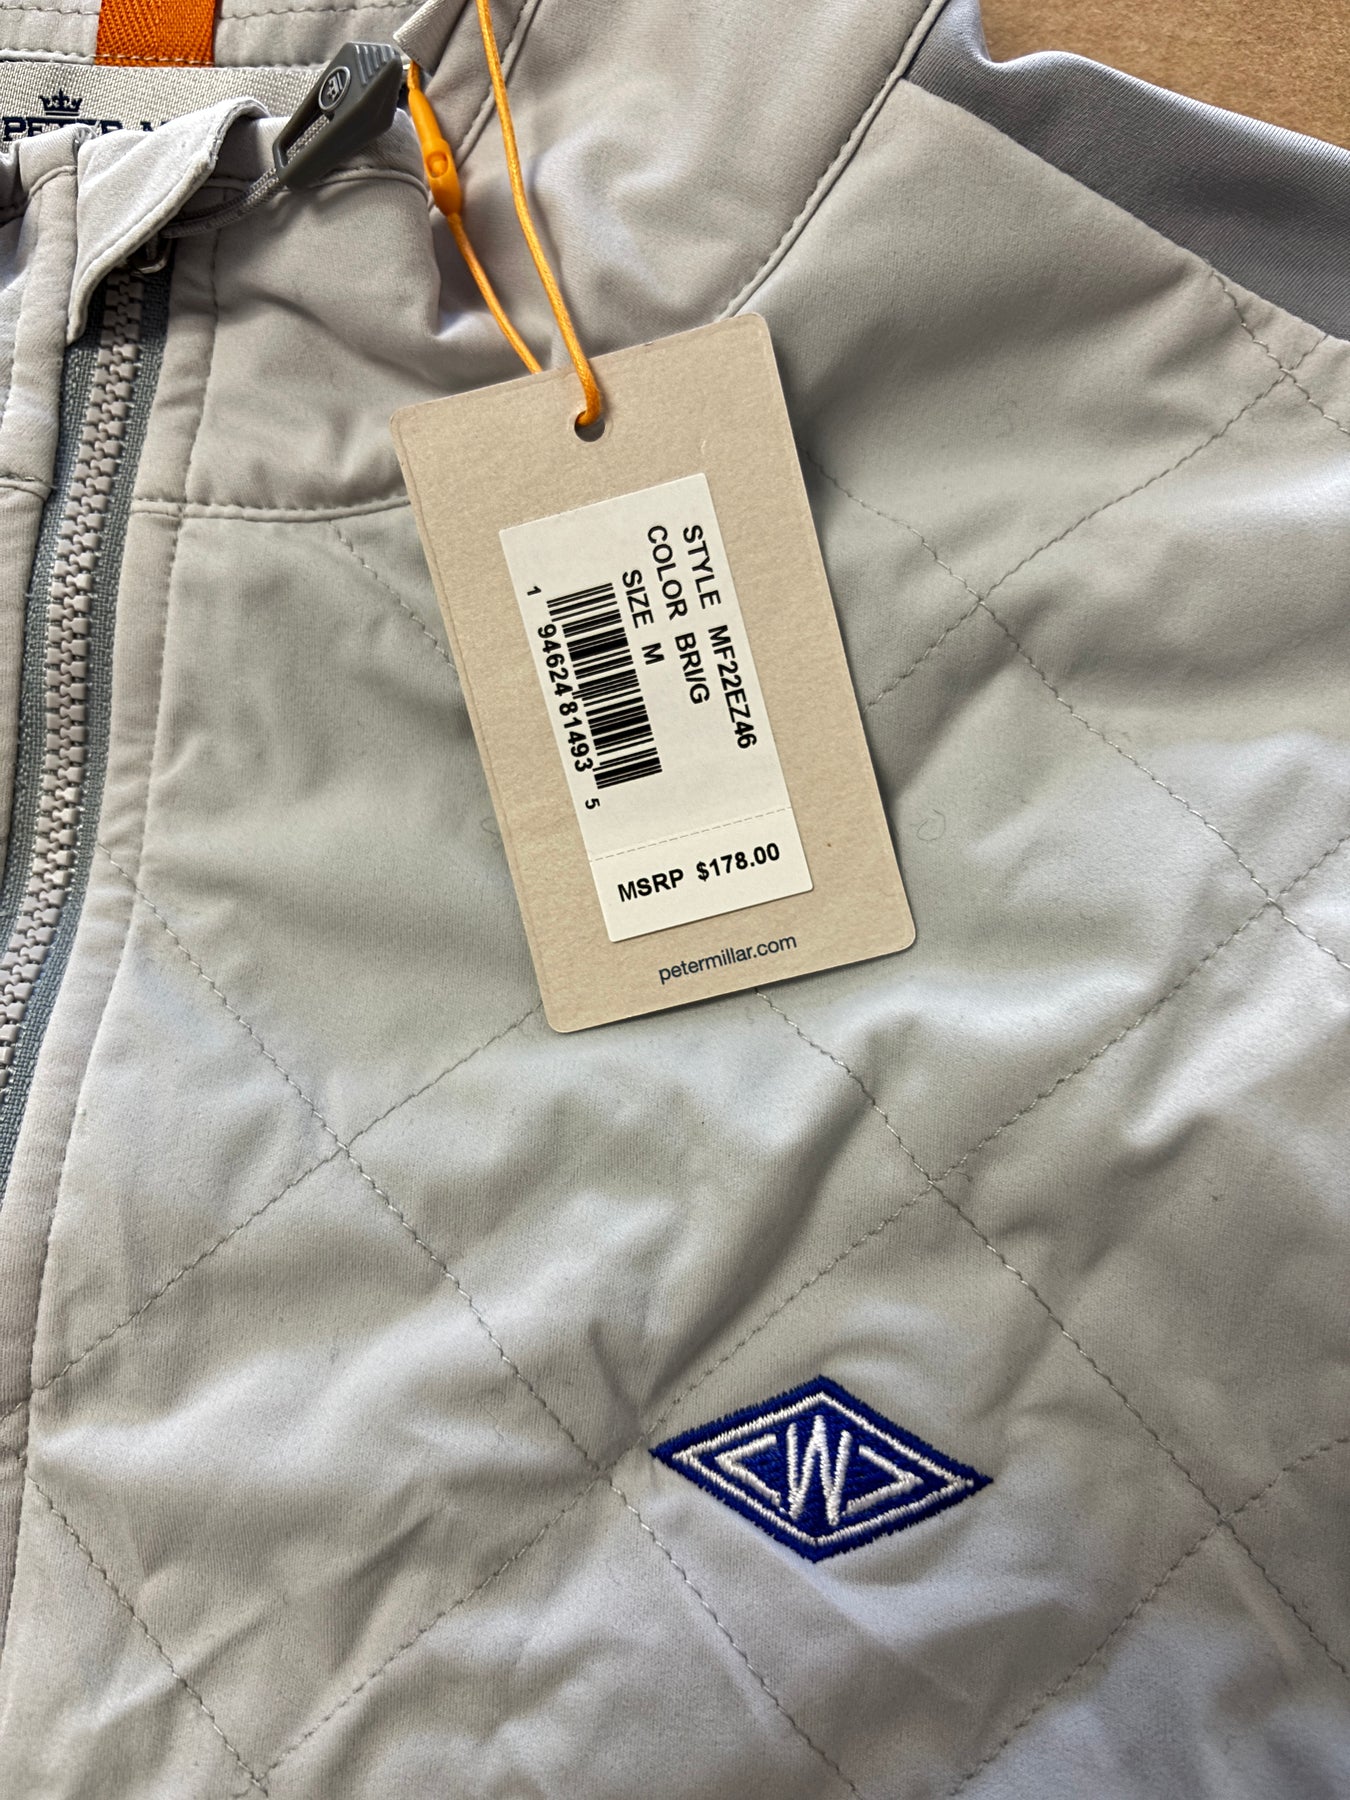 STYLE MF22EZ46
COLOR BRI/G
SIZE M
1 94624 81493 5
MSRP $178.00
petermillar.com
W